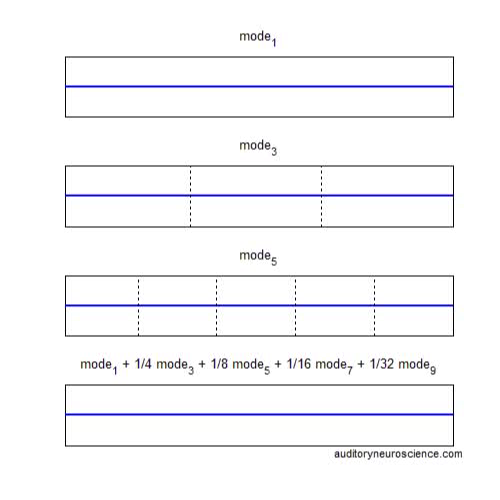 mode1
mode3
mode5
mode1 + 1/4 mode3 + 1/8 mode5 + 1/16 mode7 + 1/32 mode9
auditoryneuroscience.com